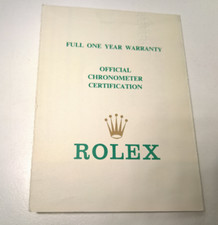 FULL ONE YEAR WARRANTY
OFFICIAL
CHRONOMETER
CERTIFICATION
ROLEX